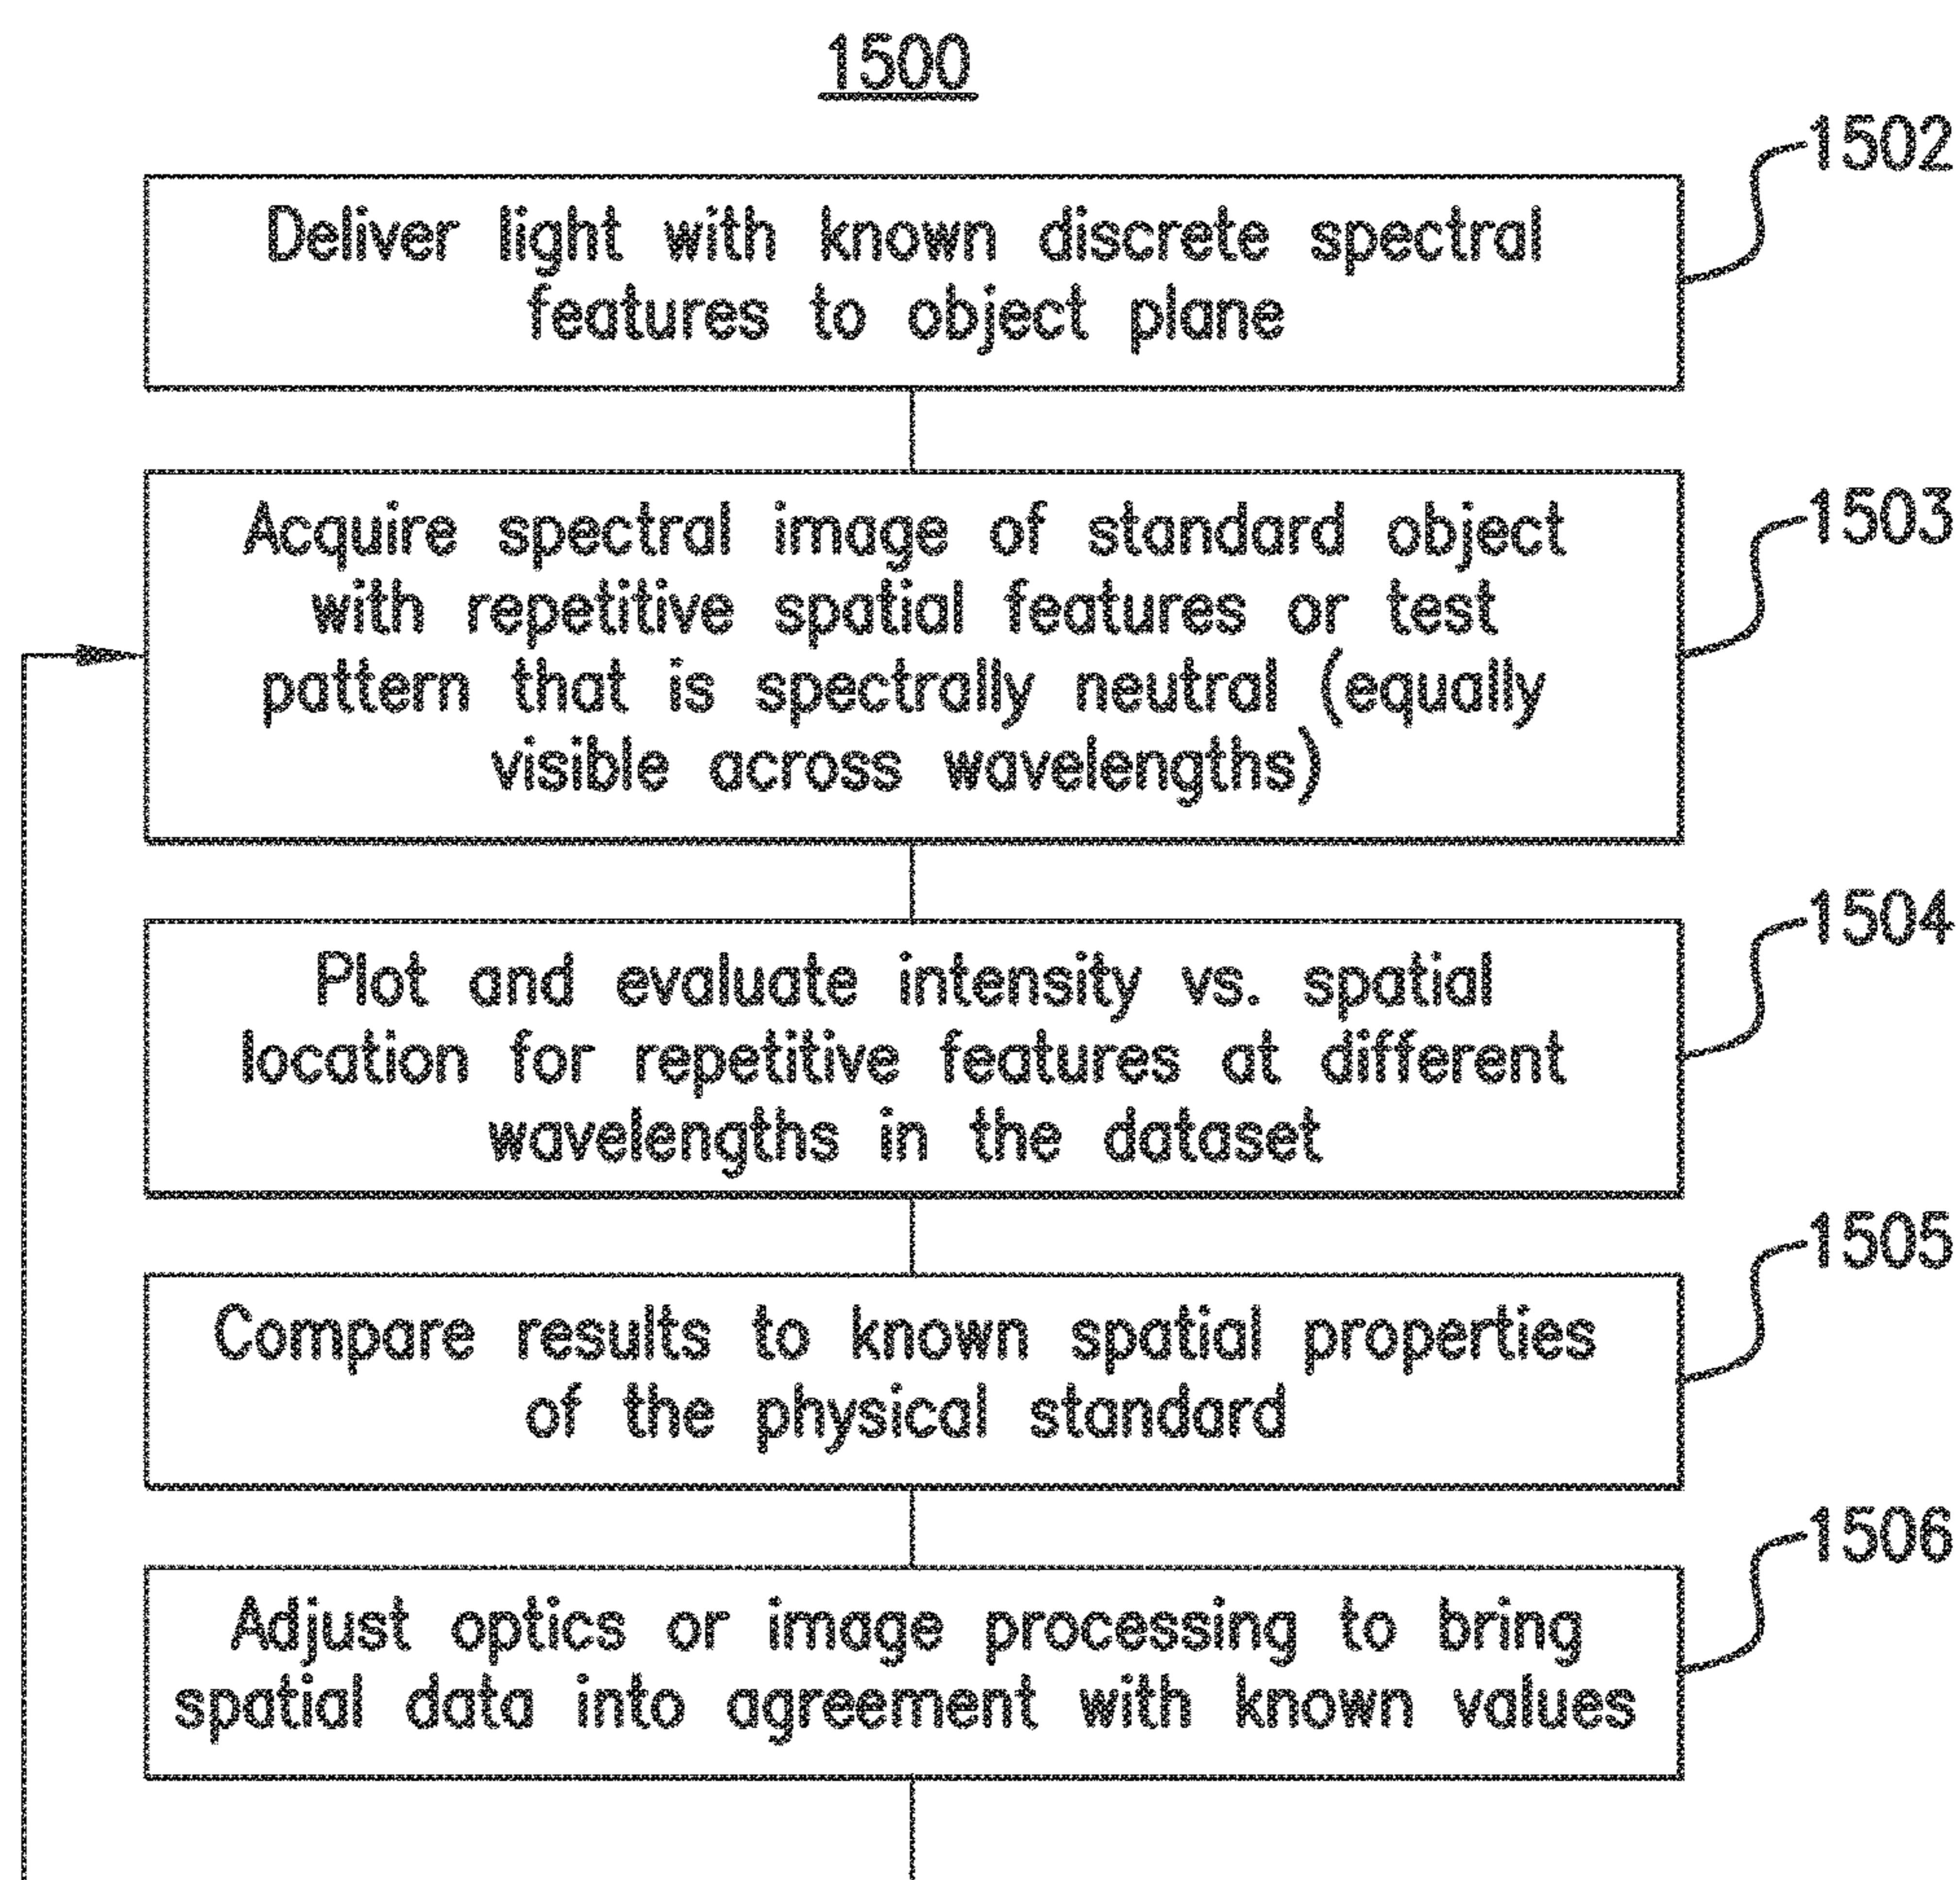 1500
1502
Deliver light with known discrete spectral
features to object plane
1503
Acquire spectral image of standard object
with repetitive spatial features or test
pattern that is spectrally neutral (equally
visible across wavelengths)
1504
Plot and evaluate intensity vs. spatial
location for repetitive features at different
wavelengths in the dataset
1505
Compare results to known spatial properties
of the physical standard
1506
Adjust optics or image processing to bring
spatial data into agreement with known values